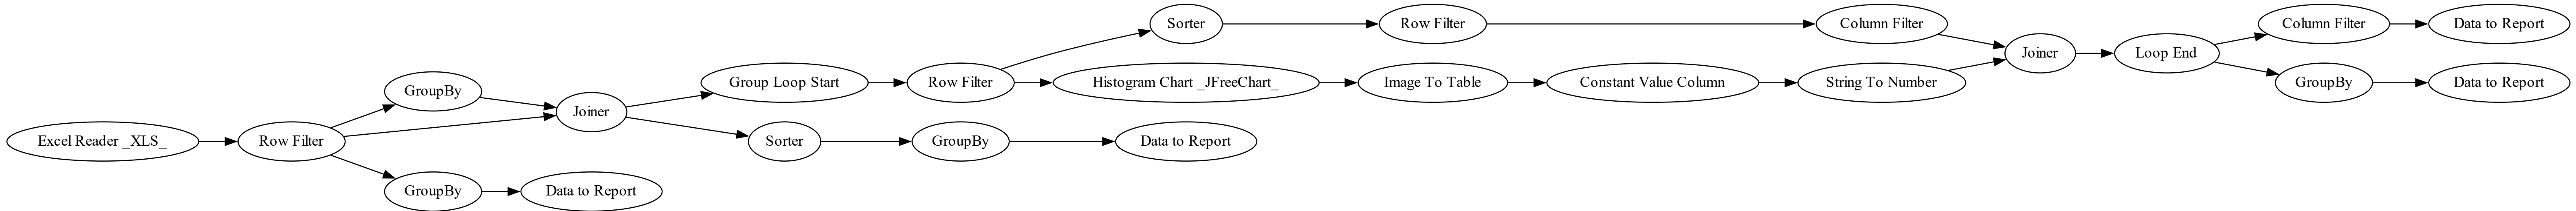 Excel Reader _XLS_
Row Filter
GroupBy
GroupBy
Data to Report
Joiner
Group Loop Start
Sorter
GroupBy
Data to Report
Row Filter
Sorter
Row Filter
Column Filter
Histogram Chart _JFreeChart_
Image To Table
Constant Value Column
String To Number
Joiner
Loop End
Column Filter
Data to Report
GroupBy
Data to Report